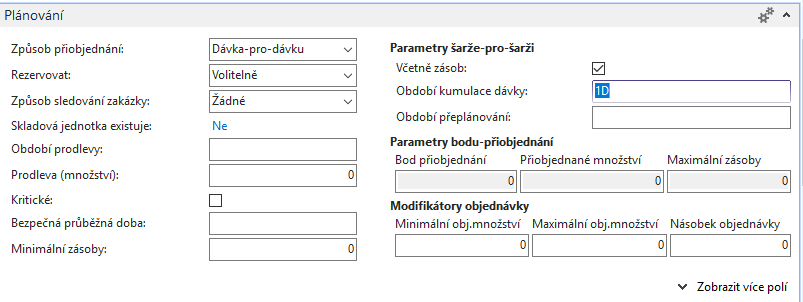 Plánování
Způsob přiobjednání: Dávka-pro-dávku
Rezervovat: Volitelně
Způsob sledování zakázky: Žádné
Skladová jednotka existuje: Ne
Období prodlevy:
Prodleva (množství): 0
Kritické:
Bezpečná průběžná doba:
Minimální zásoby: 0
Parametry šarže-pro-šarži
Včetně zásob:
Období kumulace dávky: 1D
Období přeplánování:
Parametry bodu-přiobjednání
Bod přiobjednání Přiobjednané množství Maximální zásoby
0 0 0
Modifikátory objednávky
Minimální obj.množství Maximální obj.množství Násobek objednávky
0 0 0
Zobrazit více polí